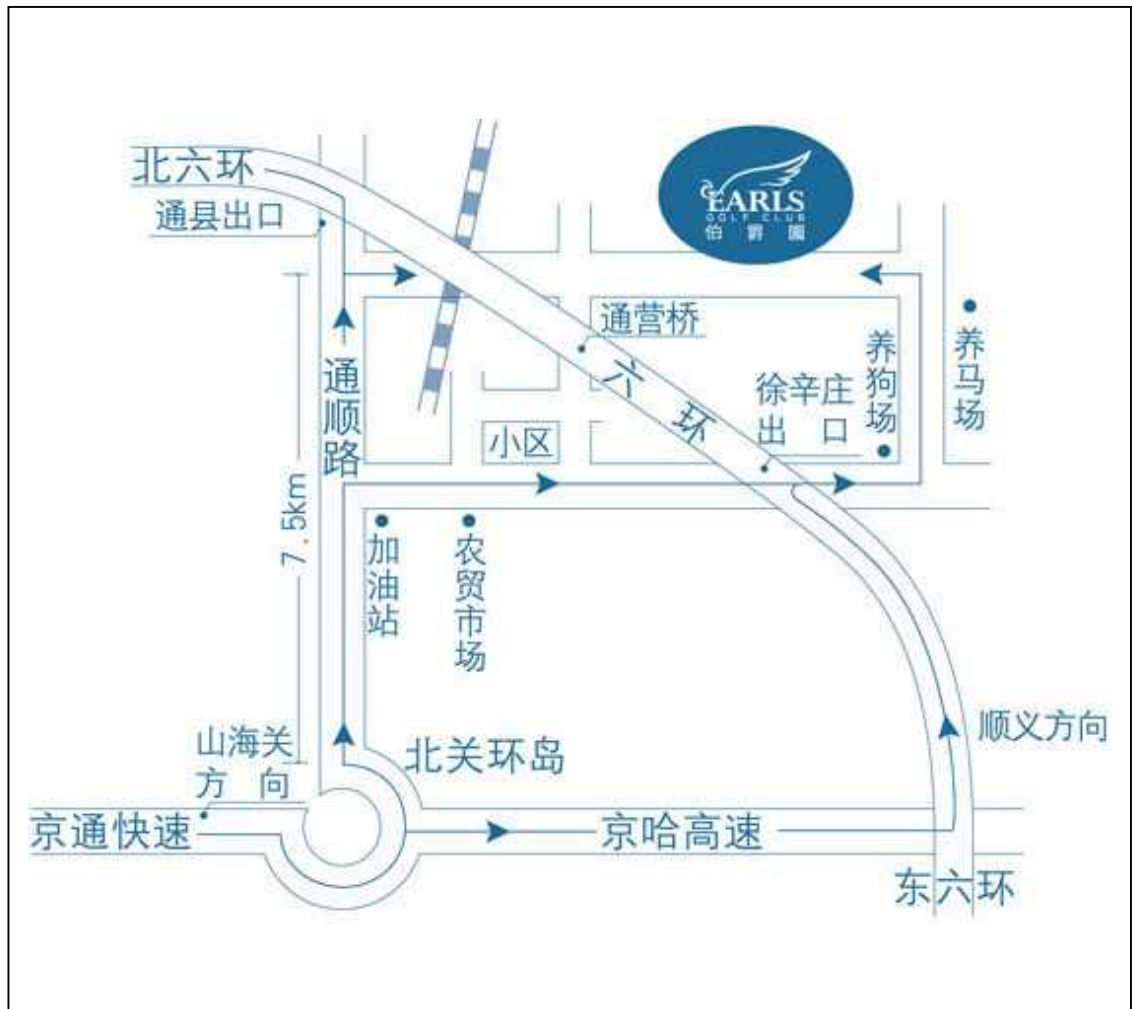 北六环
通县出口
EARLS
GOLF CLUB
伯爵園
通营桥
六环
养狗场
养马场
徐辛庄
出口
通顺路
小区
7.5km
加油站
农贸市场
山海关
方向
北关环岛
顺义方向
京通快速
京哈高速
东六环